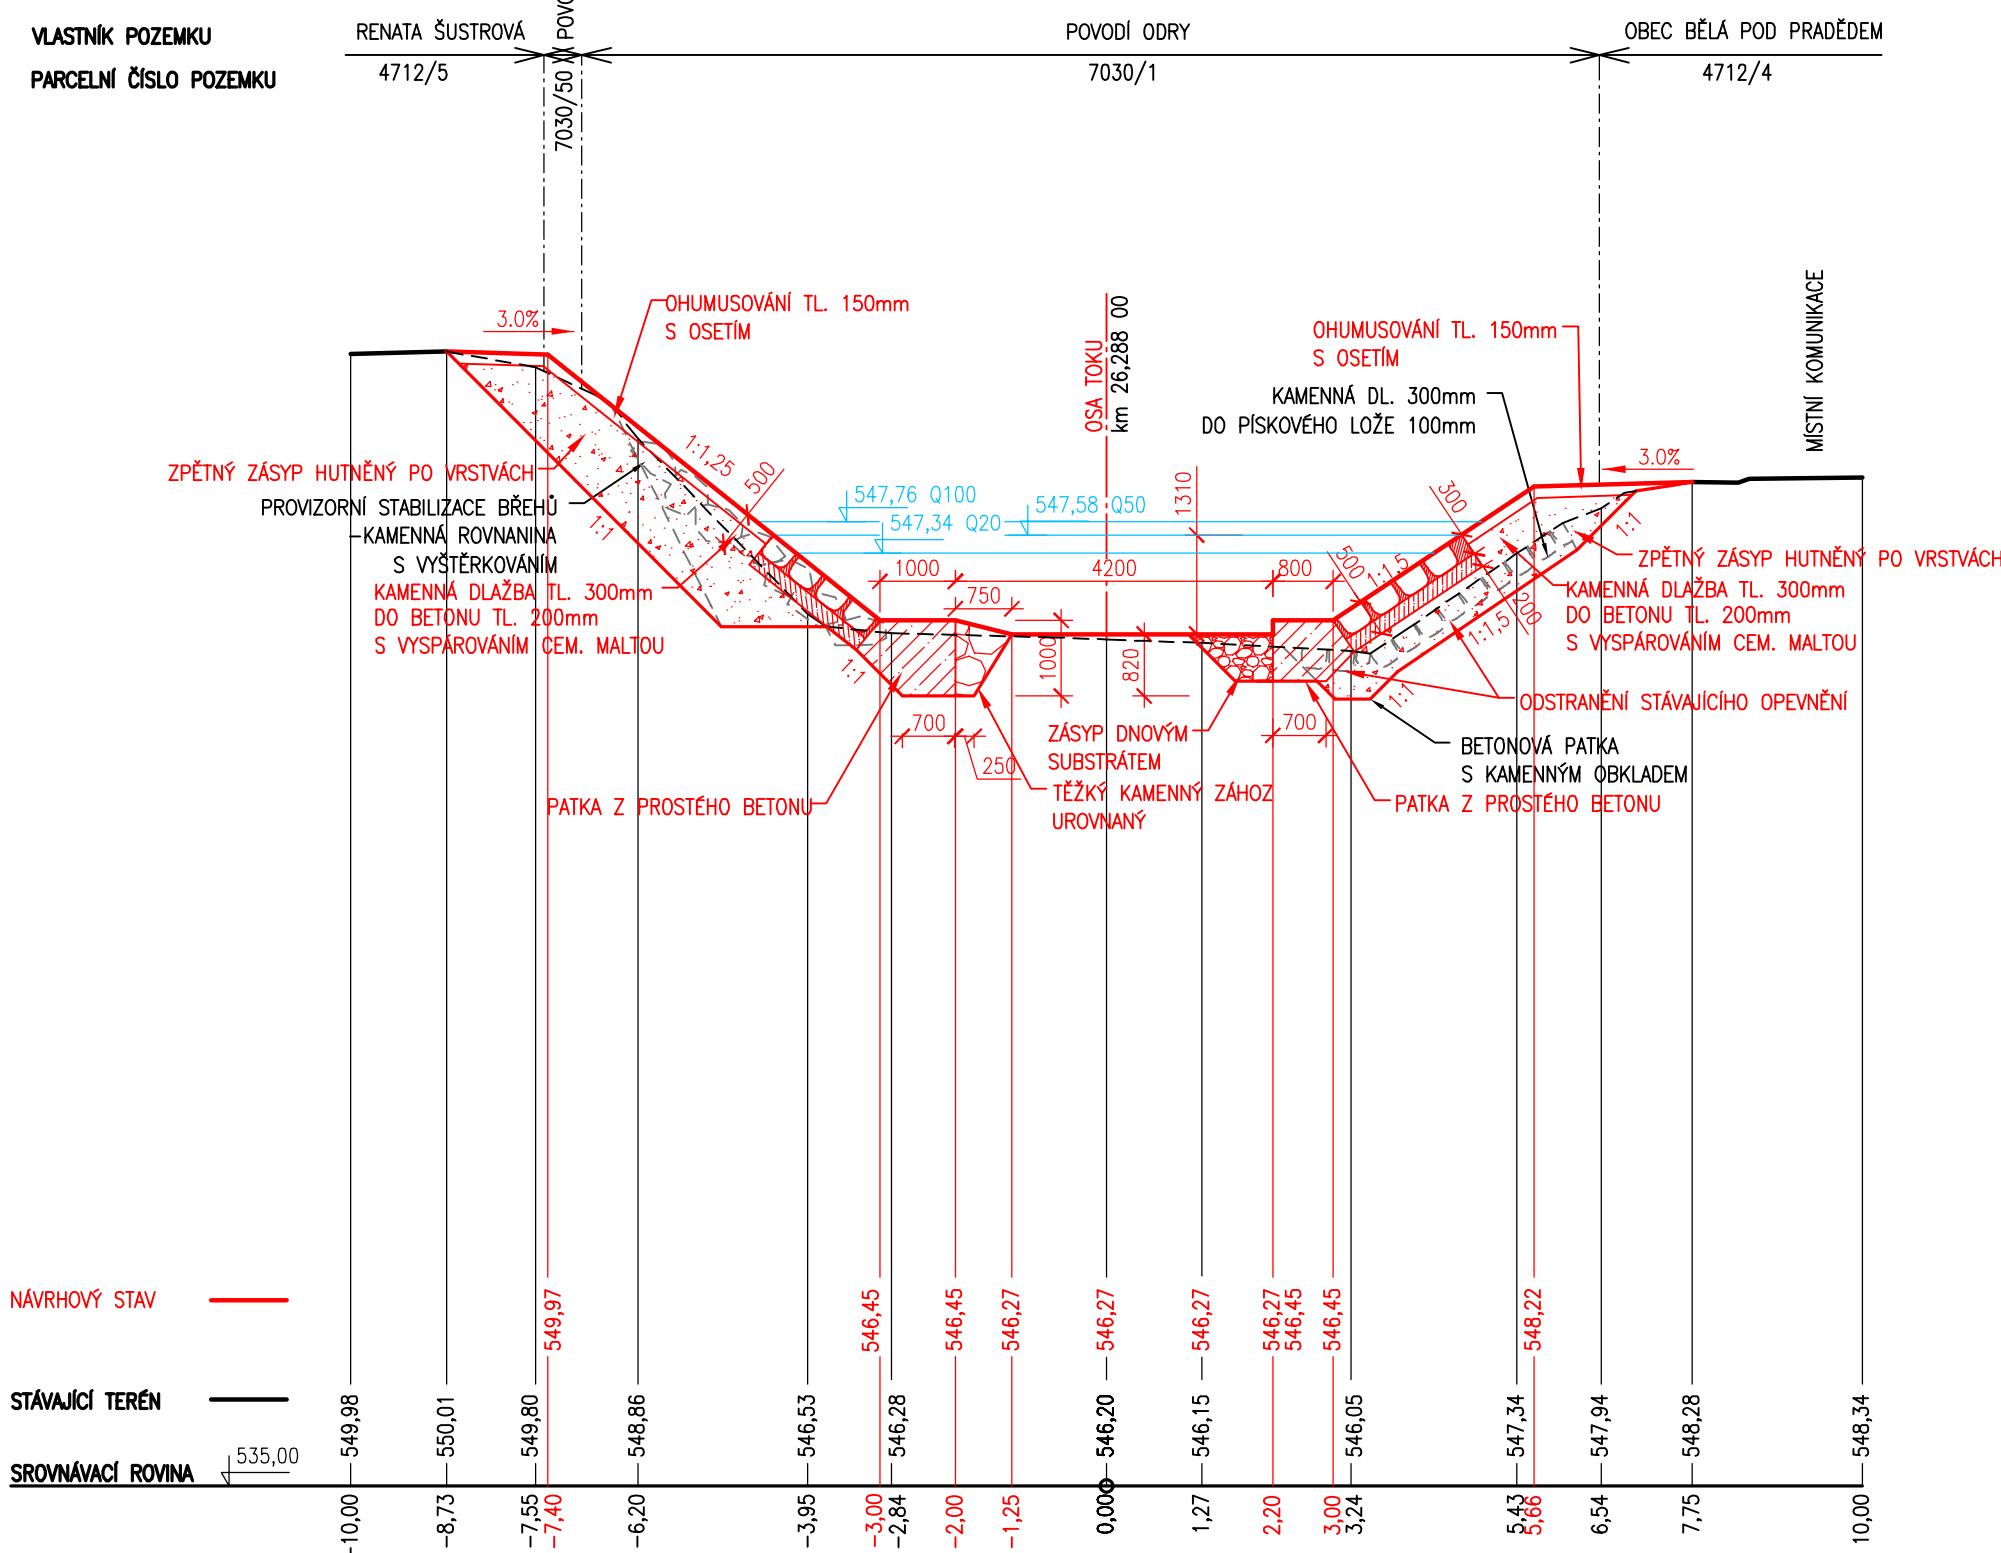 VLASTNÍK POZEMKU
PARCELNÍ ČÍSLO POZEMKU
RENATA ŠUSTROVÁ
4712/5
7030/50
POVODÍ ODRY
7030/1
OBEC BĚLÁ POD PRADĚDEM
4712/4
3.0%
OHUMUSOVÁNÍ TL. 150mm
S OSETÍM
OSA TOKU
km 26,288 00
OHUMUSOVÁNÍ TL. 150mm
S OSETÍM
KAMENNÁ DL. 300mm
DO PÍSKOVÉHO LOŽE 100mm
MÍSTNÍ KOMUNIKACE
3.0%
ZPĚTNÝ ZÁSYP HUTNĚNÝ PO VRSTVÁCH
PROVIZORNÍ STABILIZACE BŘEHŮ
-KAMENNÁ ROVNANINA
S VYŠTĚRKOVÁNÍM
KAMENNÁ DLAŽBA TL. 300mm
DO BETONU TL. 200mm
S VYSPÁROVÁNÍM CEM. MALTOU
1:1,25
500
1:1
1:1
547,76 Q100
547,34 Q20
547,58 Q50
1310
1000
4200
800
750
1000
820
300
500
1:1,5
200
1:1,5
1:1
1:1
ZPĚTNÝ ZÁSYP HUTNĚNÝ PO VRSTVÁCH
KAMENNÁ DLAŽBA TL. 300mm
DO BETONU TL. 200mm
S VYSPÁROVÁNÍM CEM. MALTOU
ODSTRANĚNÍ STÁVAJÍCÍHO OPEVNĚNÍ
BETONOVÁ PATKA
S KAMENNÝM OBKLADEM
PATKA Z PROSTÉHO BETONU
700
250
700
ZÁSYP DNOVÝM
SUBSTRÁTEM
TĚŽKÝ KAMENNÝ ZÁHOZ
UROVNANÝ
PATKA Z PROSTÉHO BETONU
NÁVRHOVÝ STAV
549,97
546,45
546,45
546,27
546,27
546,27
546,27
546,45
546,45
548,22
STÁVAJÍCÍ TERÉN
549,98
550,01
549,80
548,86
546,53
546,28
546,20
546,15
546,05
547,34
547,94
548,28
548,34
SROVNÁVACÍ ROVINA
535,00
-10,00
-8,73
-7,55
-7,40
-6,20
-3,95
-3,00
-2,84
-2,00
-1,25
0,00
1,27
2,20
3,00
3,24
5,43
5,66
6,54
7,75
10,00